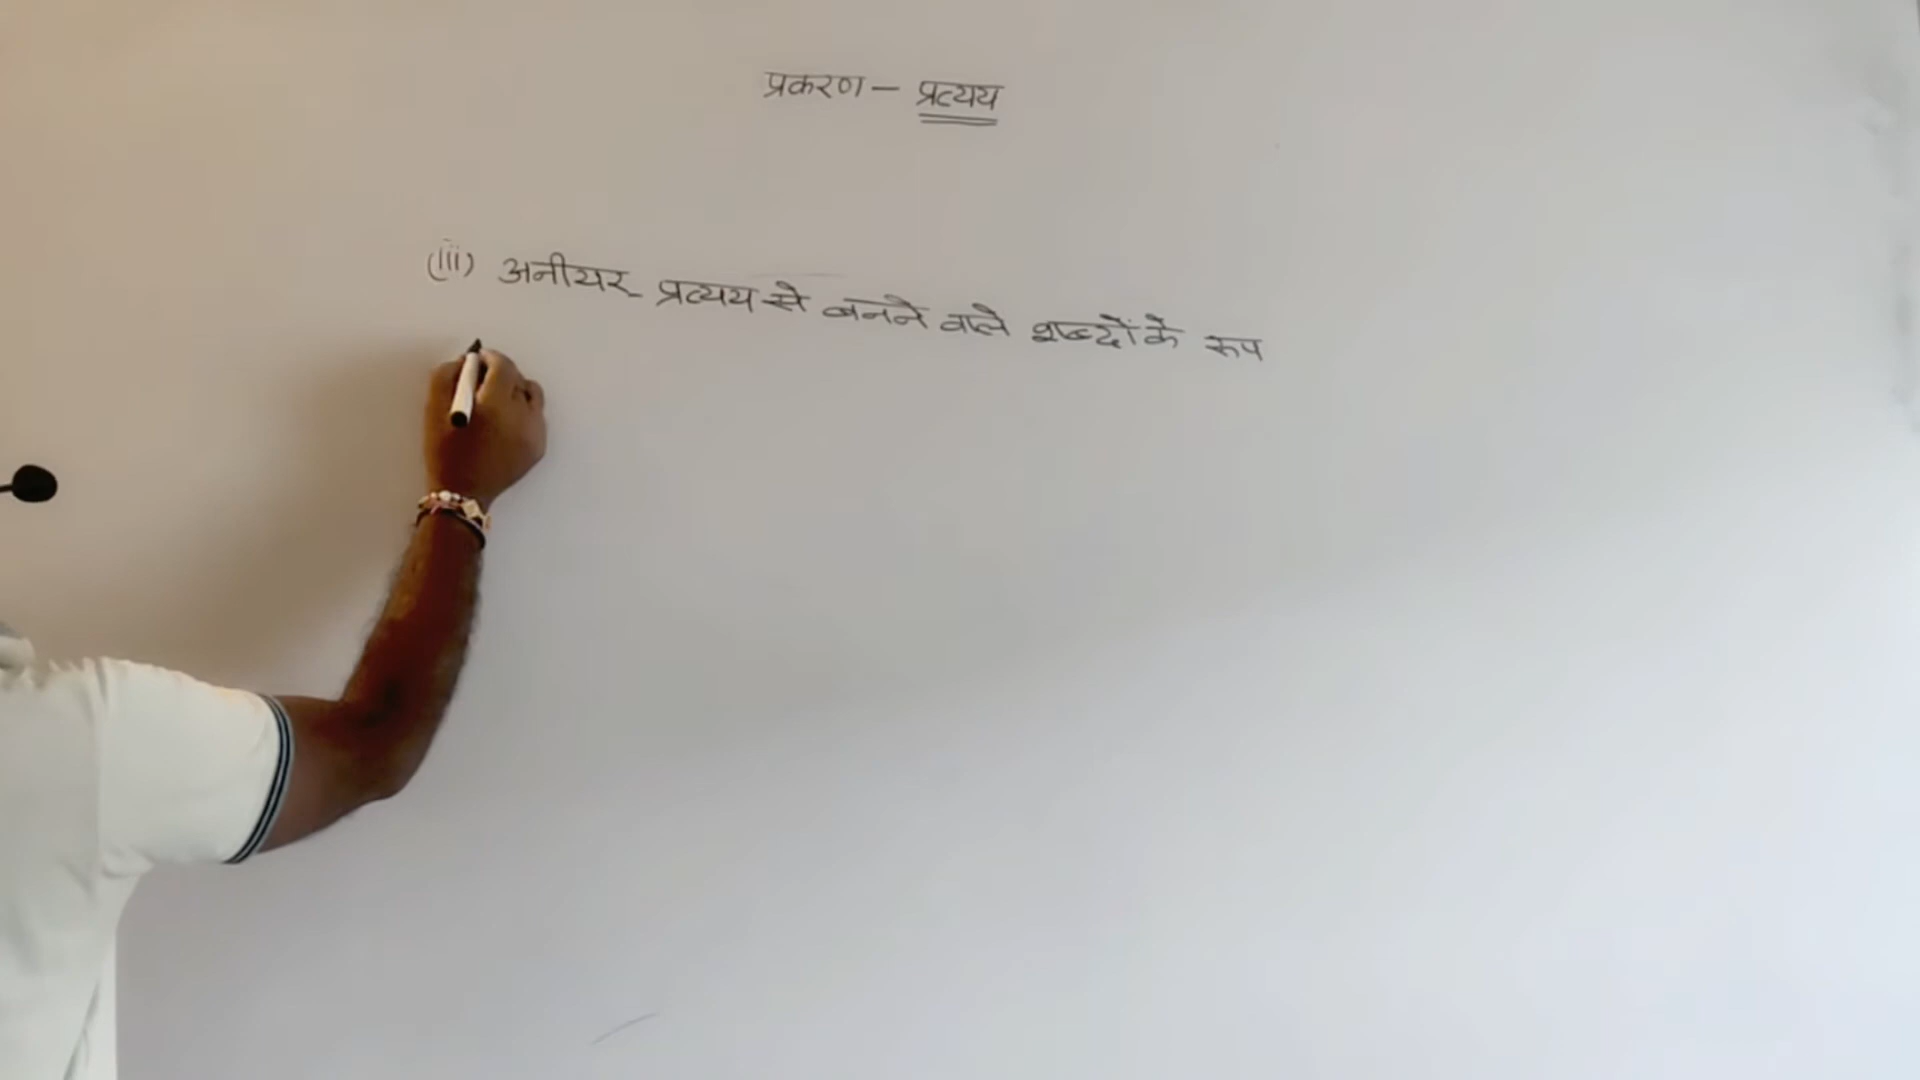 प्रकरण — प्रत्यय
(iii) अनीयर् प्रत्यय से बनने वाले शब्दों के रूप